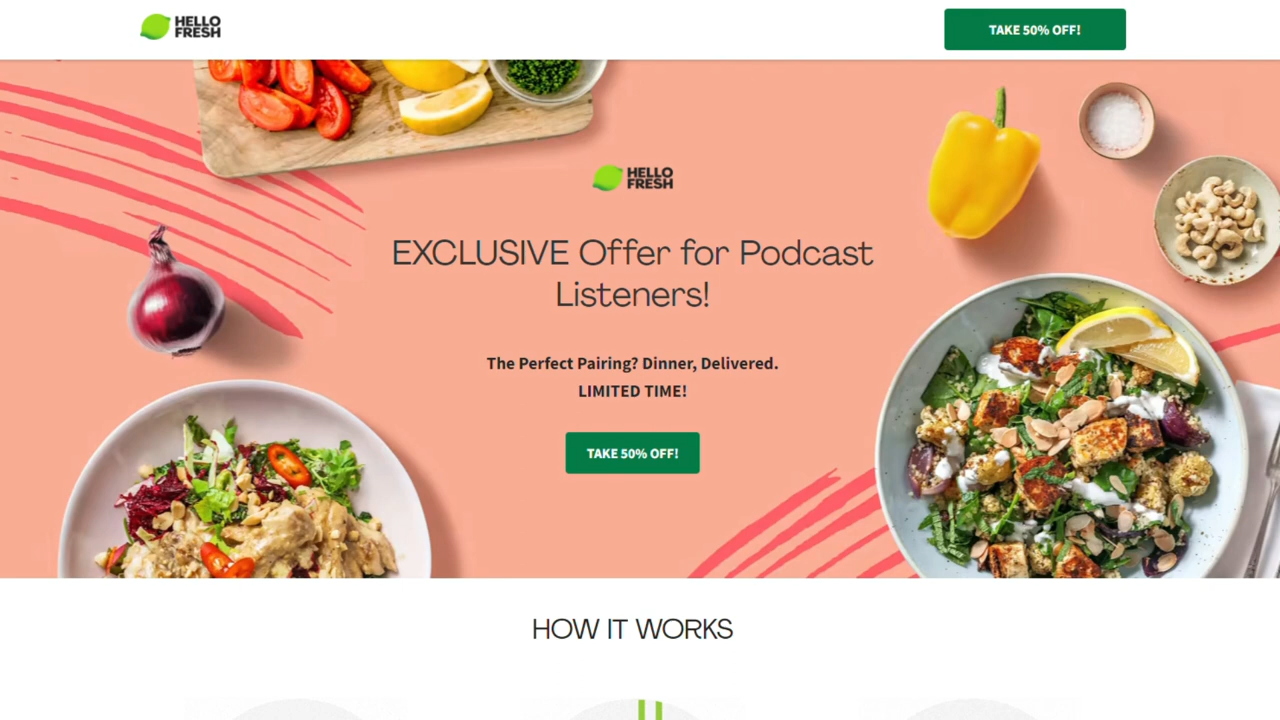 HELLO
FRESH
TAKE 50% OFF!
HELLO
FRESH
EXCLUSIVE Offer for Podcast
Listeners!
The Perfect Pairing? Dinner, Delivered.
LIMITED TIME!
TAKE 50% OFF!
HOW IT WORKS